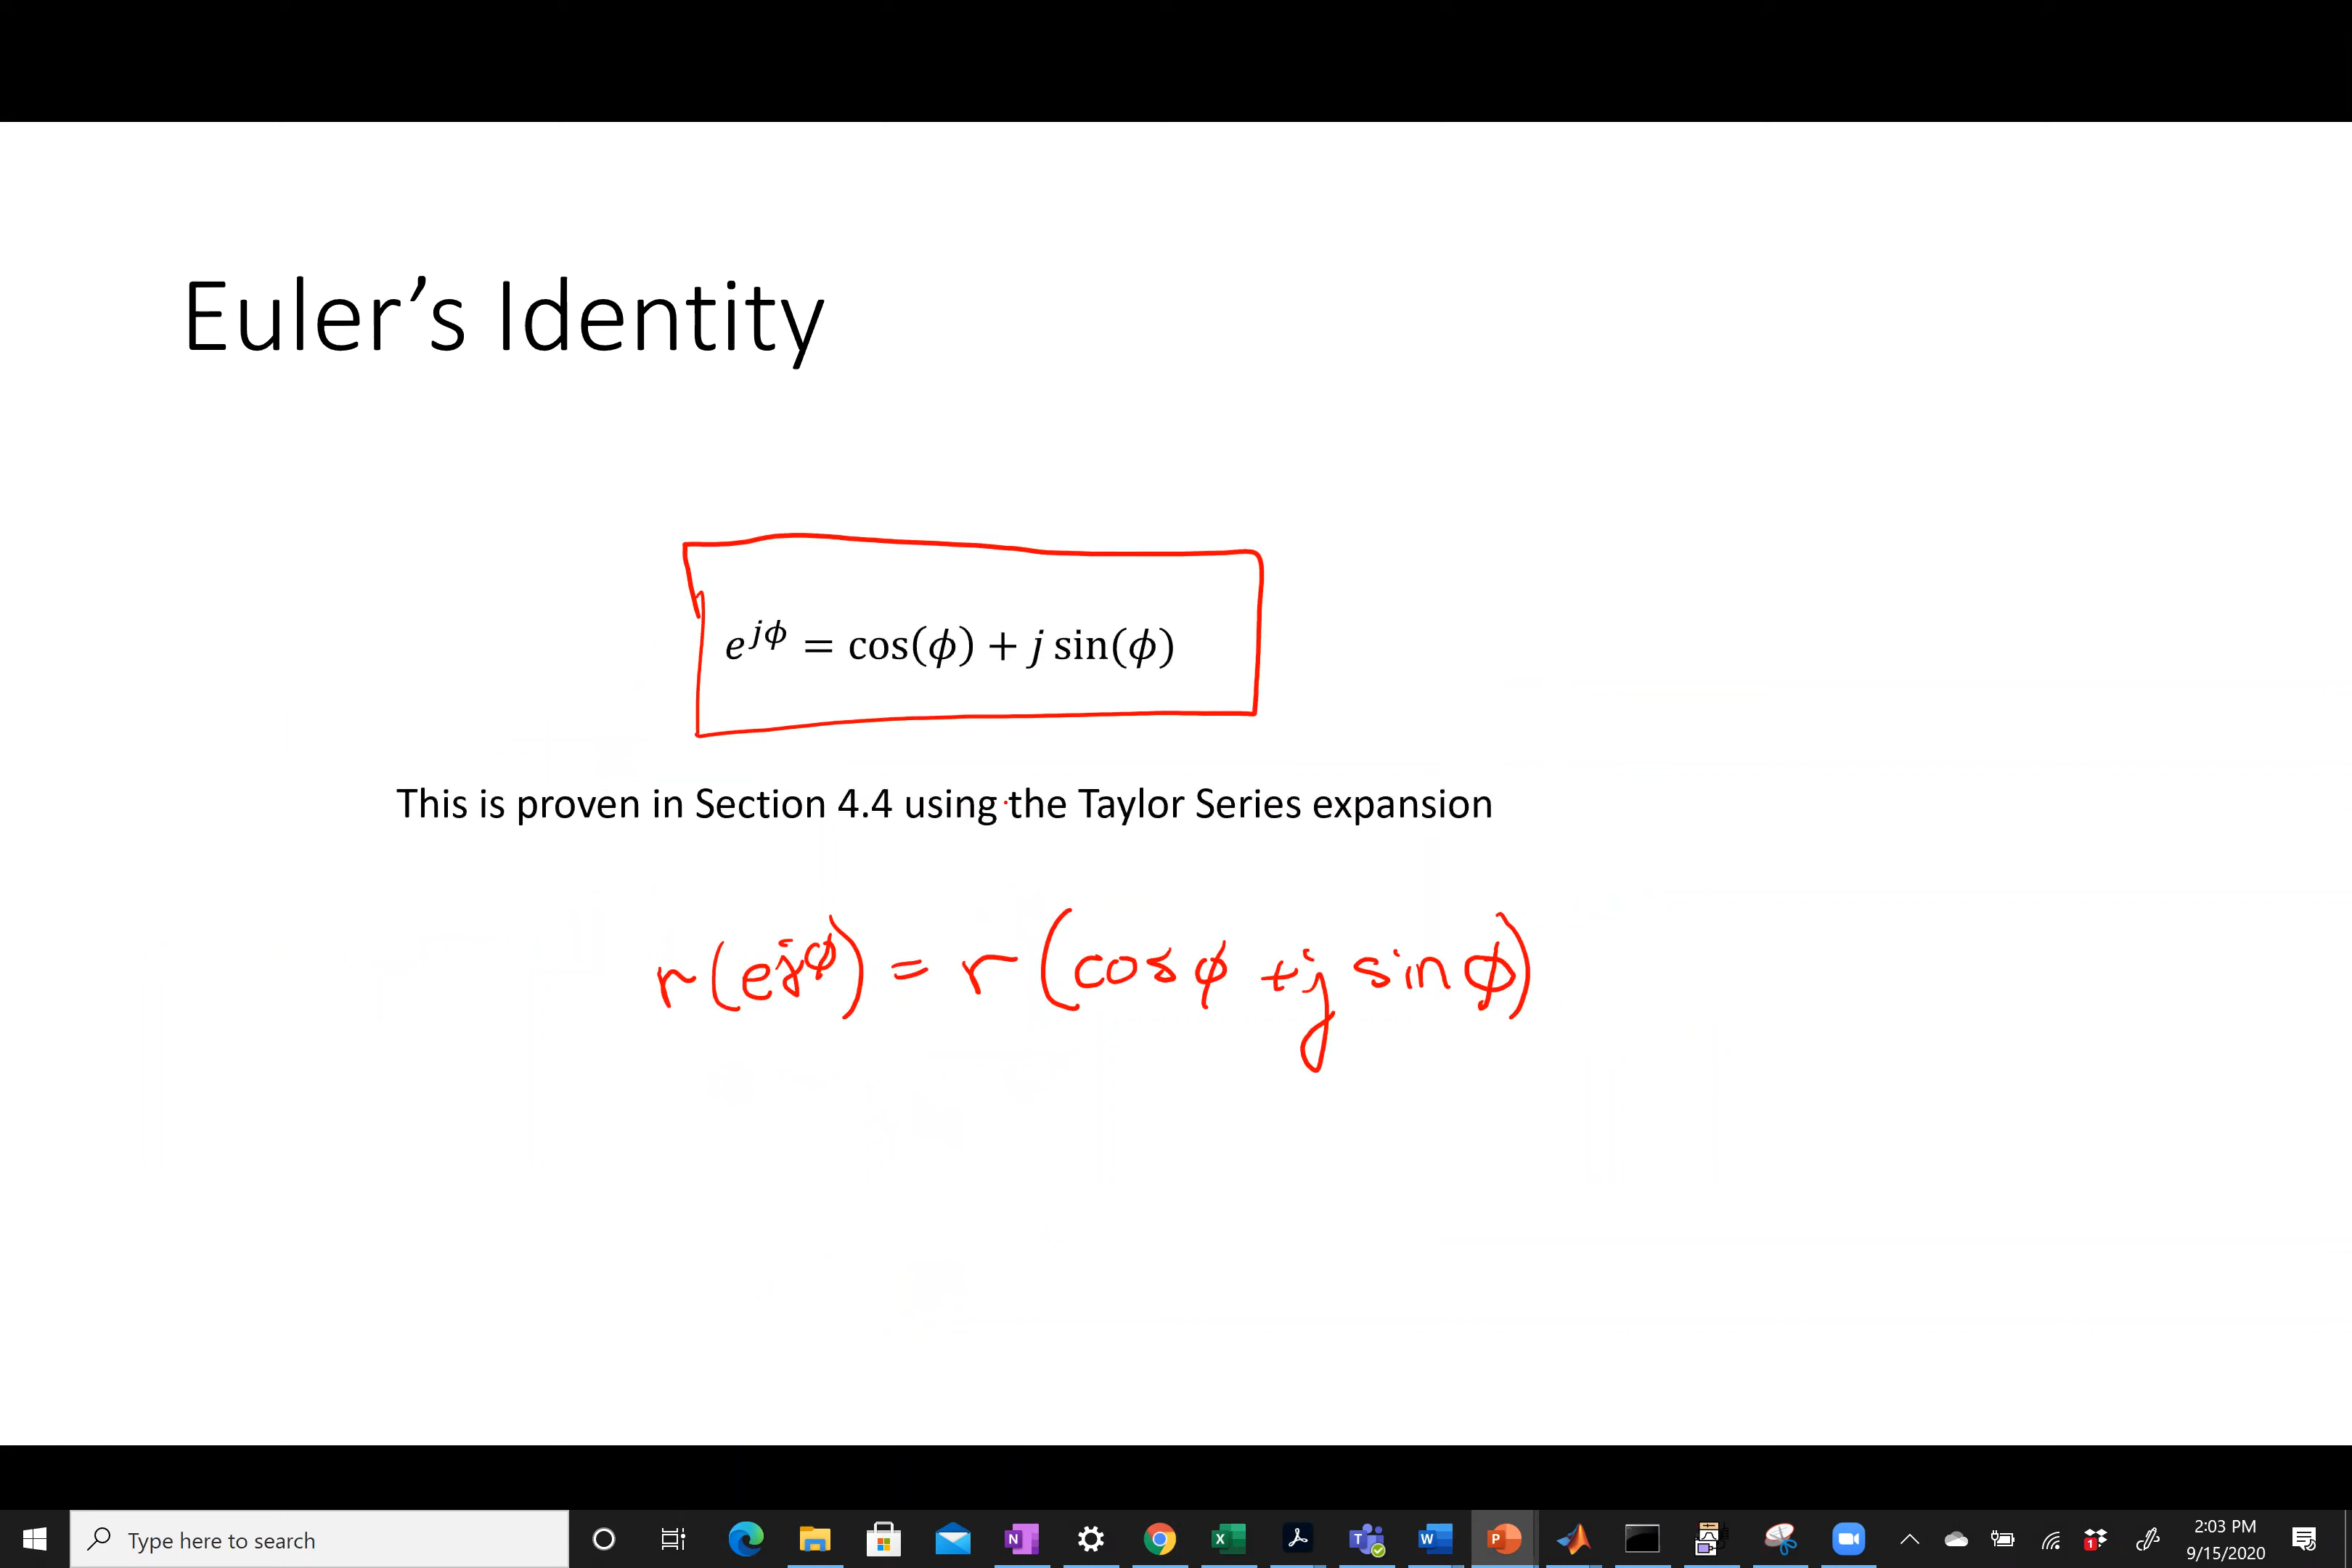 Euler’s Identity
e^{jϕ} = cos(ϕ) + j sin(ϕ)
This is proven in Section 4.4 using the Taylor Series expansion
r(e^{jϕ}) = r(cos ϕ + j sin ϕ)
Type here to search
2:03 PM
9/15/2020